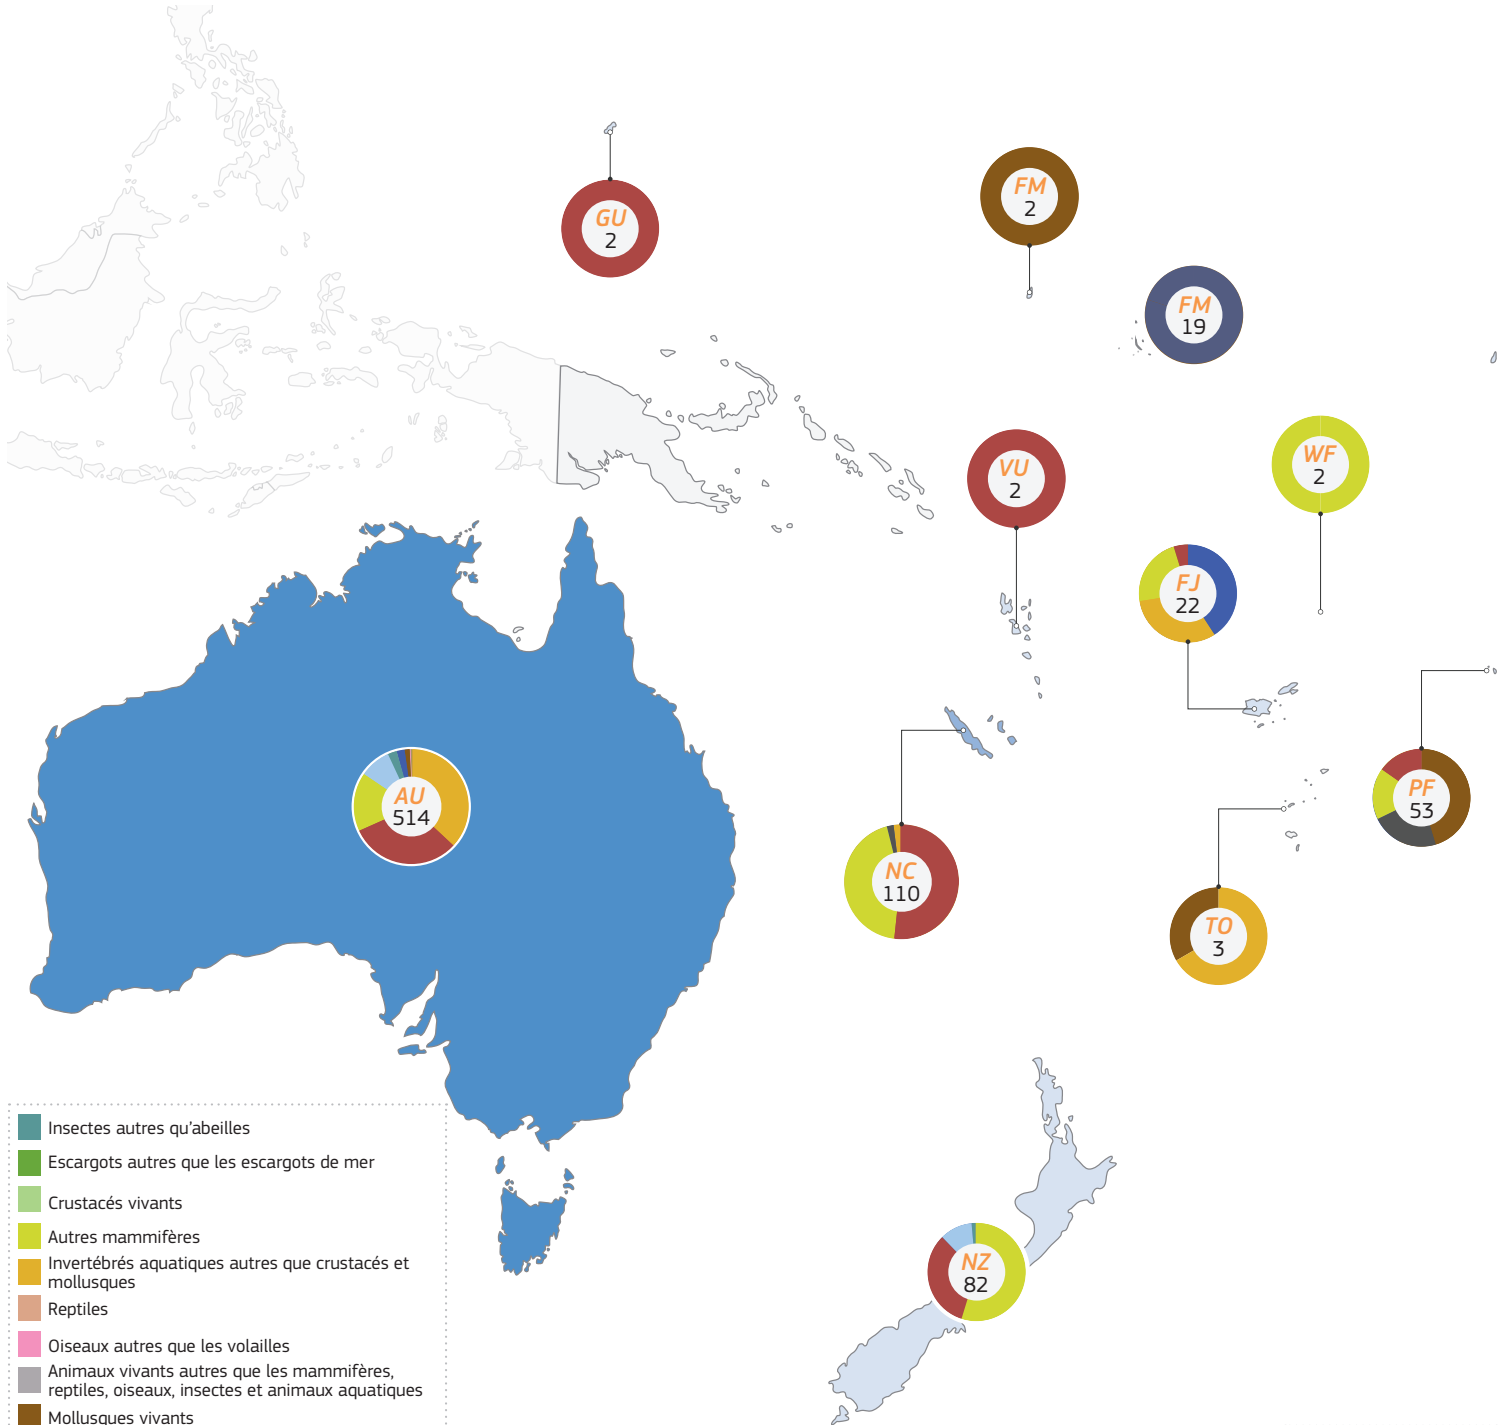 GU
2
FM
2
FM
19
VU
2
WF
2
FJ
22
AU
514
NC
110
PF
53
TO
3
NZ
82
Insectes autres qu'abeilles
Escargots autres que les escargots de mer
Crustacés vivants
Autres mammifères
Invertébrés aquatiques autres que crustacés et
mollusques
Reptiles
Oiseaux autres que les volailles
Animaux vivants autres que les mammifères,
reptiles, oiseaux, insectes et animaux aquatiques
Mollusques vivants